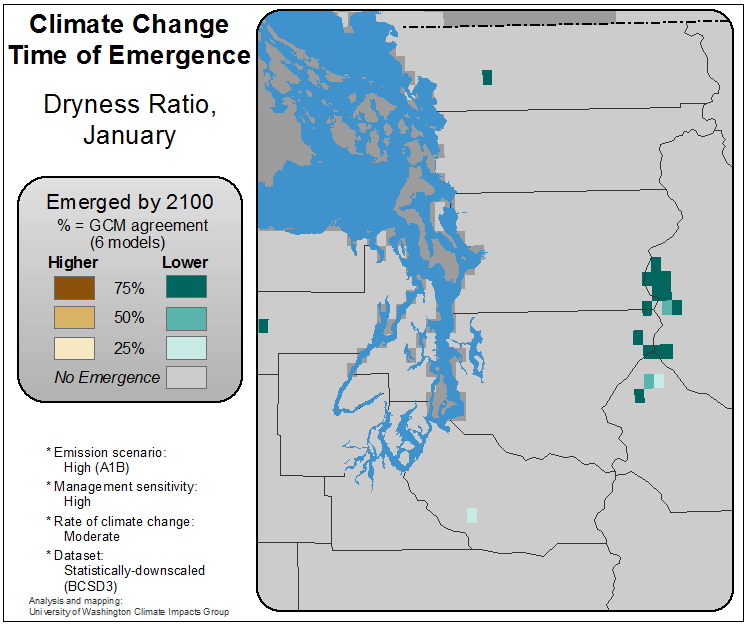 Climate Change
Time of Emergence
Dryness Ratio,
January
Emerged by 2100
% = GCM agreement
(6 models)
Higher Lower
75%
50%
25%
No Emergence
* Emission scenario:
High (A1B)
* Management sensitivity:
High
* Rate of climate change:
Moderate
* Dataset:
Statistically-downscaled
(BCSD3)
Analysis and mapping:
University of Washington Climate Impacts Group